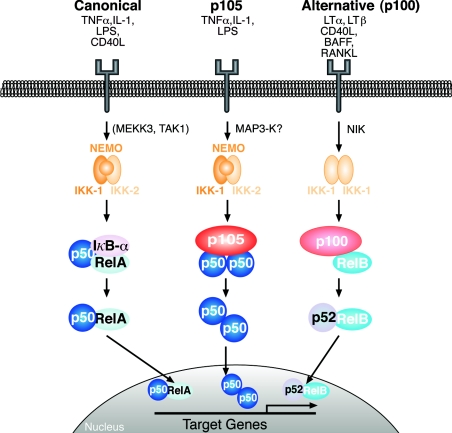 Canonical
TNFα,IL-1,
LPS,
CD40L
p105
TNFα,IL-1,
LPS
Alternative (p100)
LTα, LTβ
CD40L,
BAFF,
RANKL
(MEKK3, TAK1)
MAP3-K?
NIK
NEMO
IKK-1 IKK-2
NEMO
IKK-1 IKK-2
IKK-1 IKK-1
IκB-α
p50
RelA
p105
p50 p50
p100
RelB
p50 RelA
p50
p50
p52 RelB
p50 RelA
p50
p50
p52 RelB
Nucleus
Target Genes